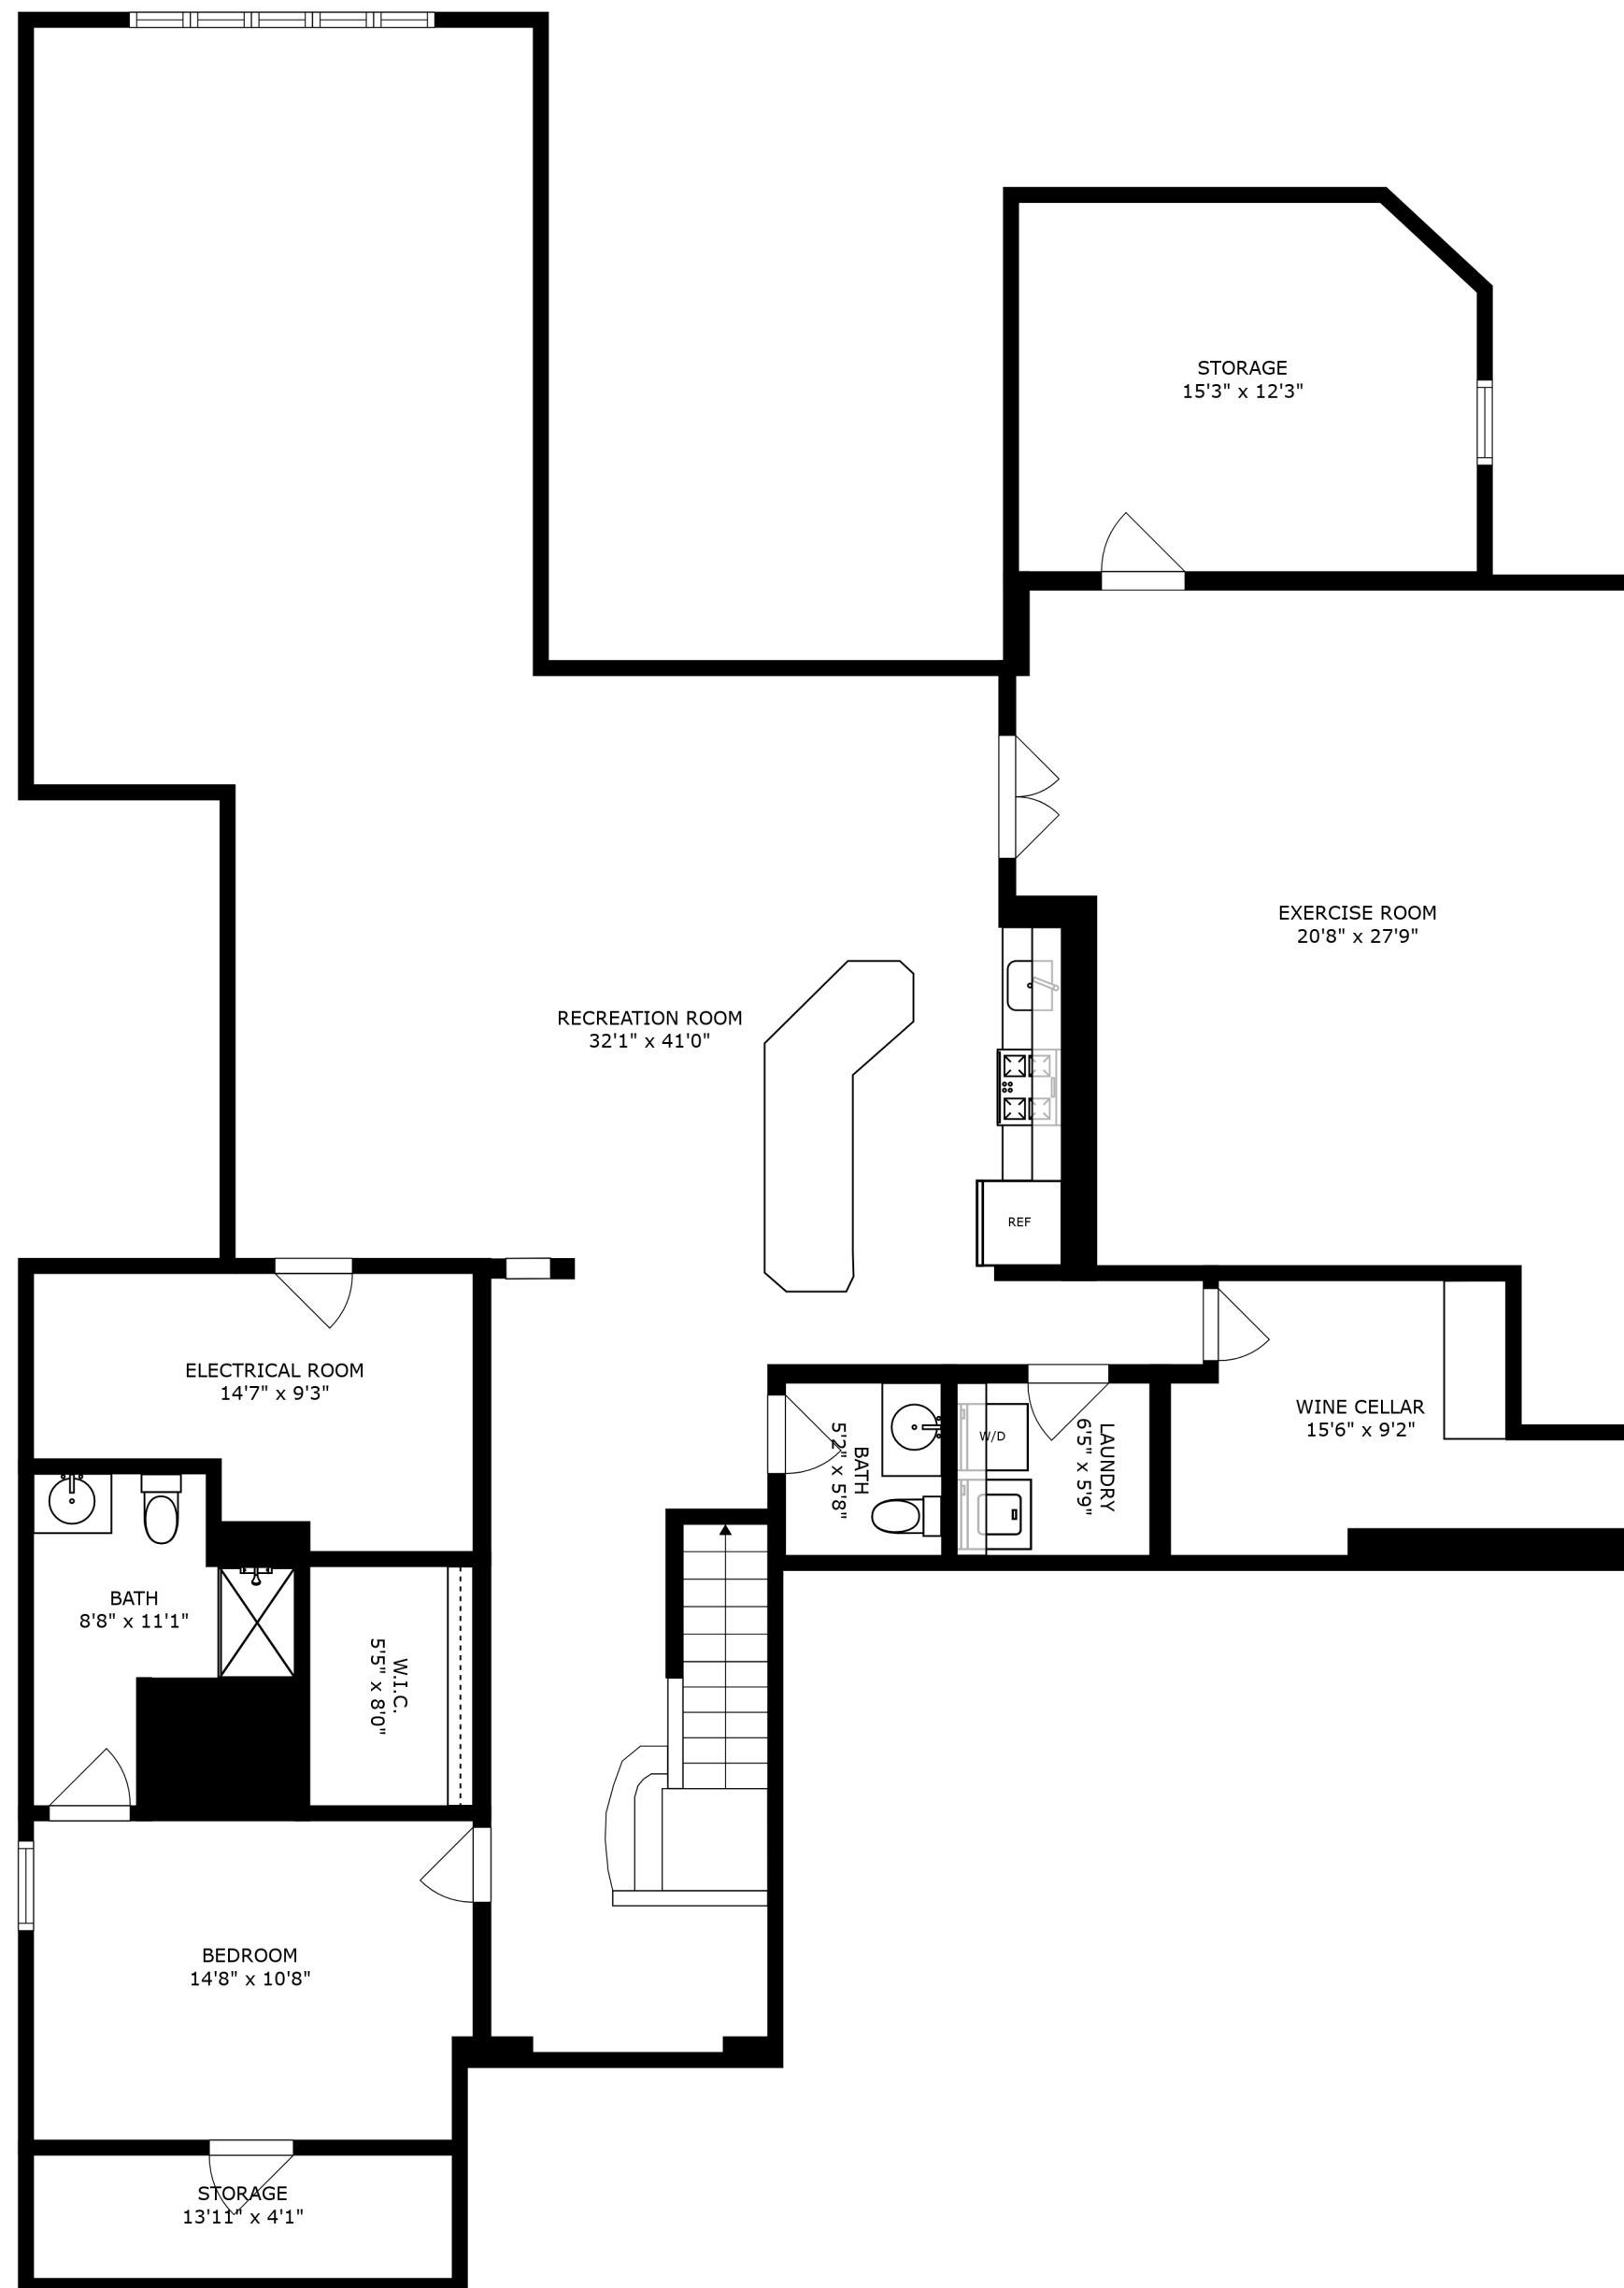 STORAGE
15'3" x 12'3"
EXERCISE ROOM
20'8" x 27'9"
RECREATION ROOM
32'1" x 41'0"
REF
ELECTRICAL ROOM
14'7" x 9'3"
WINE CELLAR
15'6" x 9'2"
BATH
5'2" x 5'8"
W/D
LAUNDRY
6'5" x 5'9"
BATH
8'8" x 11'1"
W.I.C.
5'5" x 8'0"
BEDROOM
14'8" x 10'8"
STORAGE
13'11" x 4'1"